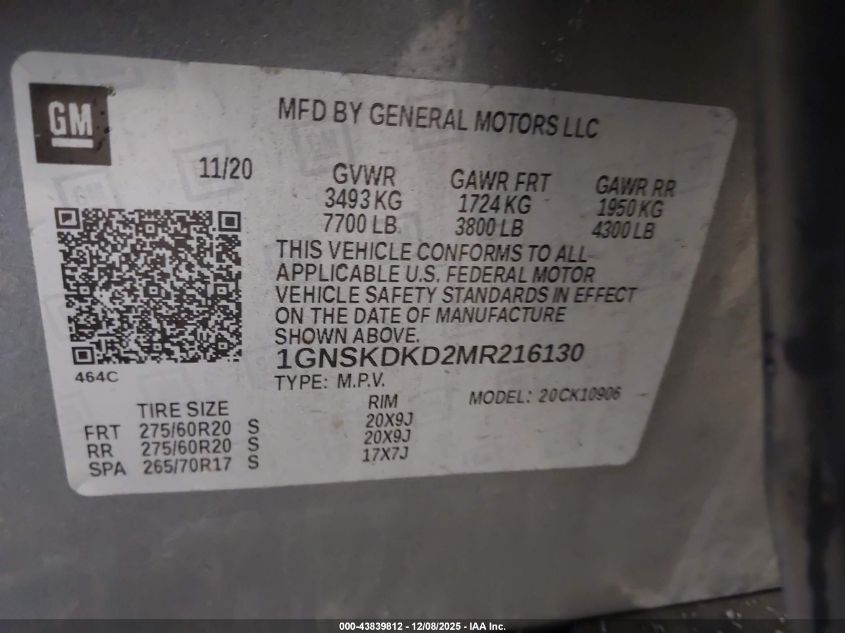 GM
MFD BY GENERAL MOTORS LLC
11/20 GVWR GAWR FRT GAWR RR
3493 KG 1724 KG 1950 KG
7700 LB 3800 LB 4300 LB
THIS VEHICLE CONFORMS TO ALL
APPLICABLE U.S. FEDERAL MOTOR
VEHICLE SAFETY STANDARDS IN EFFECT
ON THE DATE OF MANUFACTURE
SHOWN ABOVE.
1GNSKDKD2MR216130
464C
TYPE: M.P.V. MODEL: 20CK10906
TIRE SIZE RIM
FRT 275/60R20 S 20X9J
RR 275/60R20 S 20X9J
SPA 265/70R17 S 17X7J
000-43839812 - 12/08/2025 - IAA Inc.